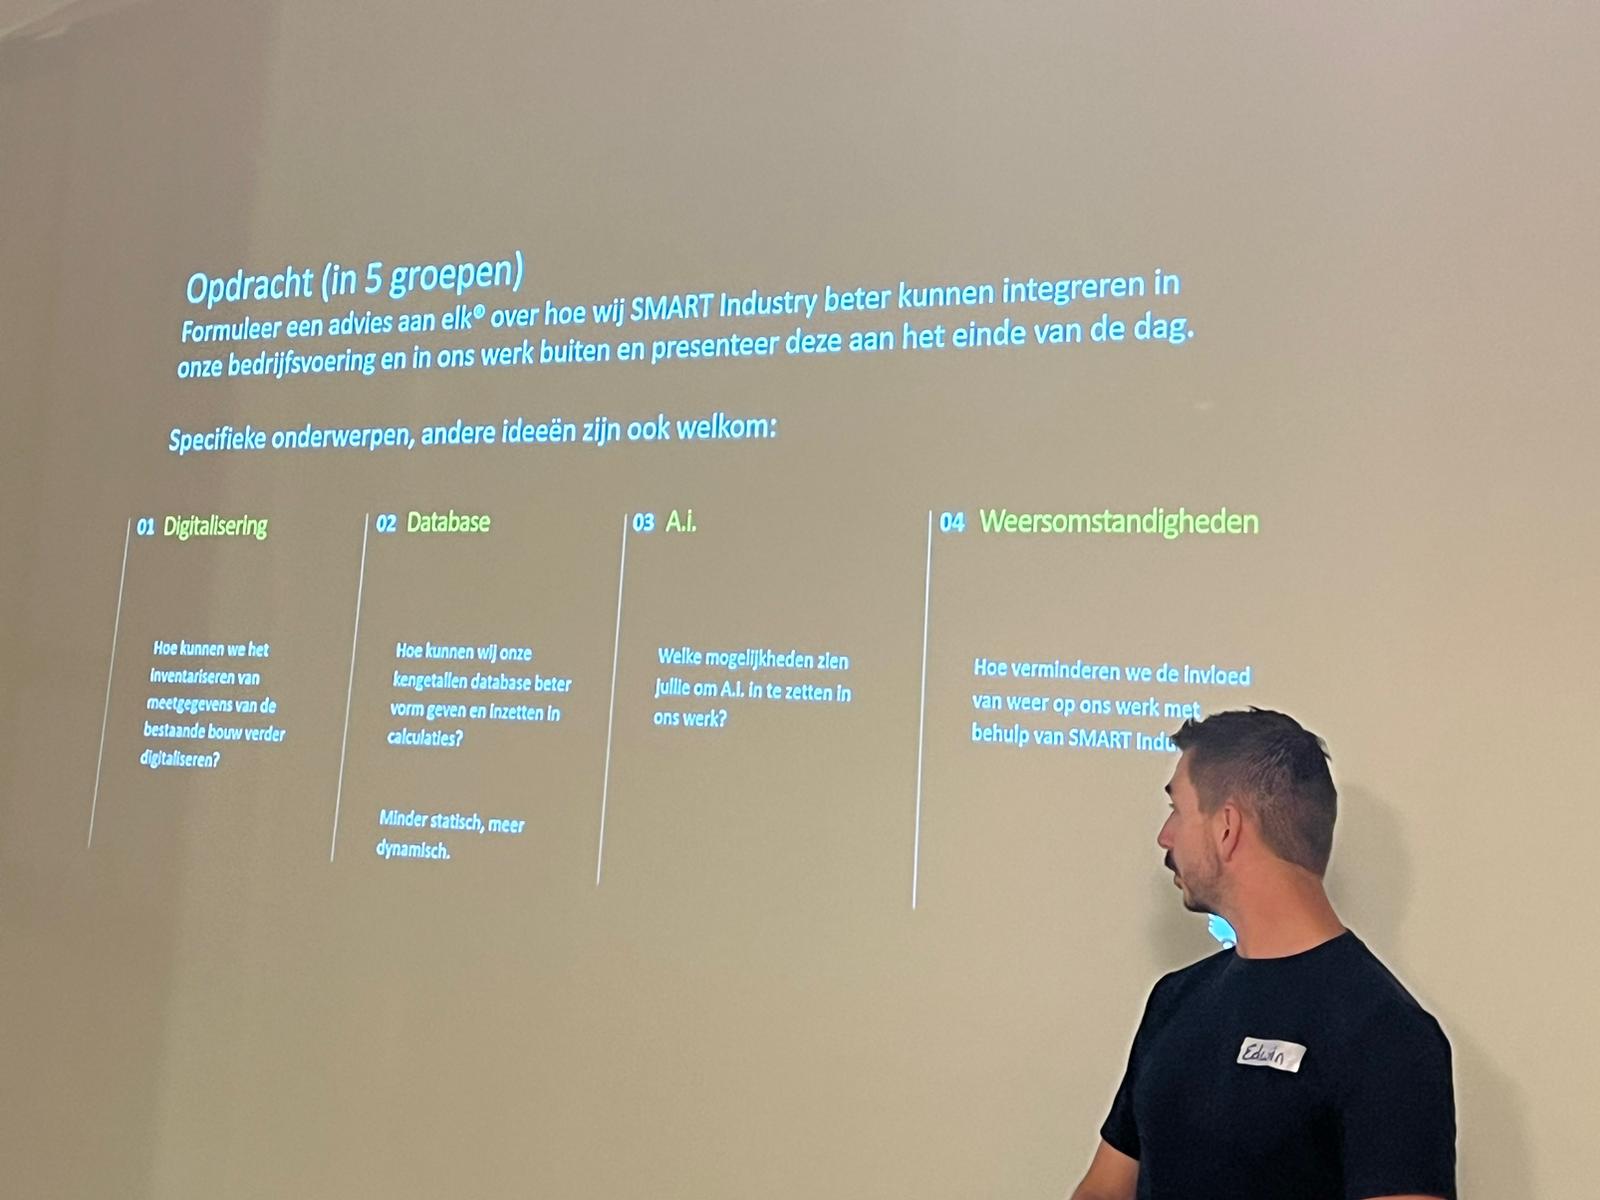 Opdracht (in 5 groepen)
Formuleer een advies aan elk® over hoe wij SMART Industry beter kunnen integreren in
onze bedrijfsvoering en in ons werk buiten en presenteer deze aan het einde van de dag.
Specifieke onderwerpen, andere ideeën zijn ook welkom:
01 Digitalisering
Hoe kunnen we het
inventariseren van
meetgegevens van de
bestaande bouw verder
digitaliseren?
02 Database
Hoe kunnen wij onze
kengetallen database beter
vorm geven en inzetten in
calculaties?
Minder statisch, meer
dynamisch.
03 A.i.
Welke mogelijkheden zien
jullie om A.I. in te zetten in
ons werk?
04 Weersomstandigheden
Hoe verminderen we de invloed
van weer op ons werk met
behulp van SMART Indu
Edwin